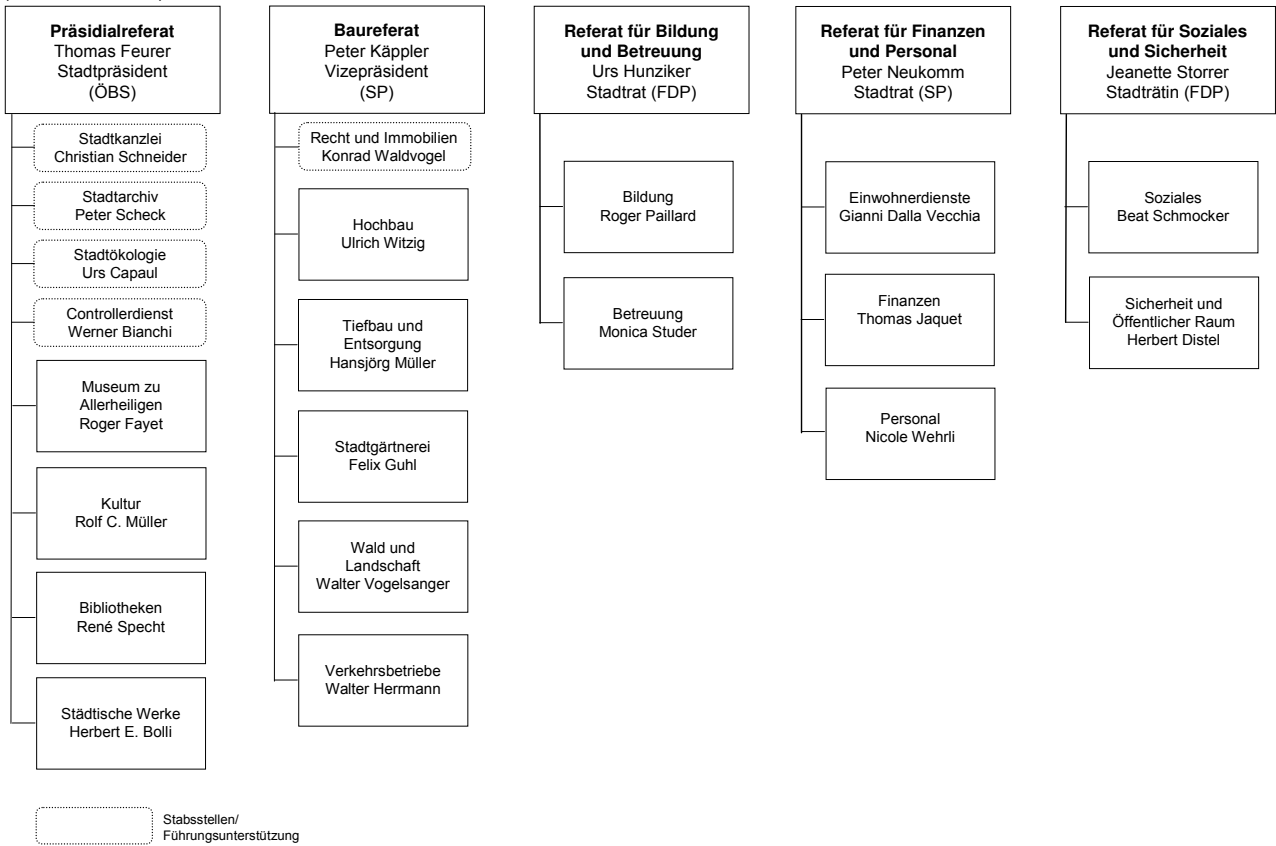 Präsidialreferat
Thomas Feurer
Stadtpräsident
(ÖBS)
Stadtkanzlei
Christian Schneider
Stadtarchiv
Peter Scheck
Stadtökologie
Urs Capaul
Controllerdienst
Werner Bianchi
Museum zu
Allerheiligen
Roger Fayet
Kultur
Rolf C. Müller
Bibliotheken
René Specht
Städtische Werke
Herbert E. Bolli
Baureferat
Peter Käppler
Vizepräsident
(SP)
Recht und Immobilien
Konrad Waldvogel
Hochbau
Ulrich Witzig
Tiefbau und
Entsorgung
Hansjörg Müller
Stadtgärtnerei
Felix Guhl
Wald und
Landschaft
Walter Vogelsanger
Verkehrsbetriebe
Walter Herrmann
Referat für Bildung
und Betreuung
Urs Hunziker
Stadtrat (FDP)
Bildung
Roger Paillard
Betreuung
Monica Studer
Referat für Finanzen
und Personal
Peter Neukomm
Stadtrat (SP)
Einwohnerdienste
Gianni Dalla Vecchia
Finanzen
Thomas Jaquet
Personal
Nicole Wehrli
Referat für Soziales
und Sicherheit
Jeanette Storrer
Stadträtin (FDP)
Soziales
Beat Schmocker
Sicherheit und
Öffentlicher Raum
Herbert Distel
Stabsstellen/
Führungsunterstützung